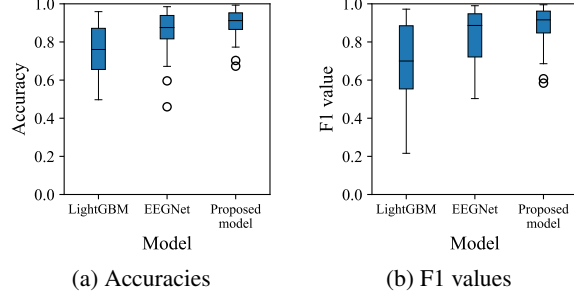 1.0
0.8
0.6
0.4
0.2
0.0
Accuracy
LightGBM
EEGNet
Proposed
model
Model
(a) Accuracies
1.0
0.8
0.6
0.4
0.2
0.0
F1 value
LightGBM
EEGNet
Proposed
model
Model
(b) F1 values